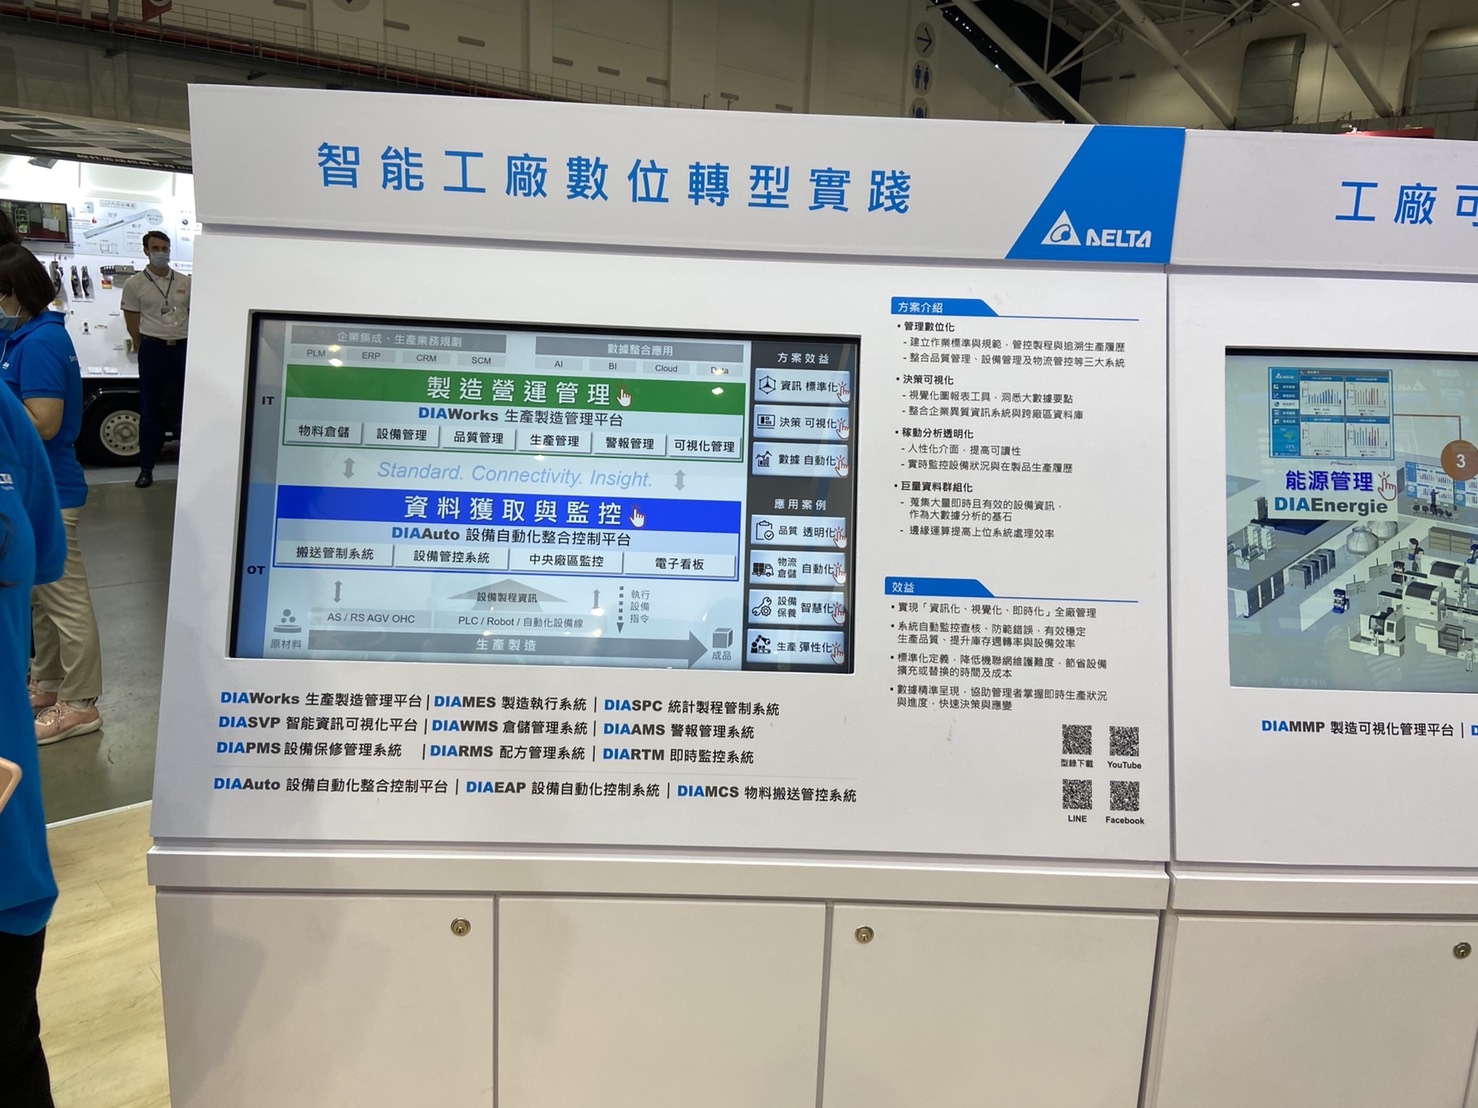 智能工廠數位轉型實踐
DELTA
企業集成、生產業務規劃
數據整合應用
PLM
ERP
CRM
SCM
AI
BI
Cloud
Data
IT
製造營運管理
DIAWorks 生產製造管理平台
物料倉儲
設備管理
品質管理
生產管理
警報管理
可視化管理
Standard. Connectivity. Insight.
資料獲取與監控
DIAAuto 設備自動化整合控制平台
搬送管制系統
設備管控系統
中央廠區監控
電子看板
OT
設備製程資訊
執行
設備
指令
AS / RS AGV OHC
PLC / Robot / 自動化設備線
原材料
生產製造
成品
方案效益
資訊 標準化
決策 可視化
數據 自動化
應用案例
品質 透明化
物流
倉儲 自動化
設備
保養 智慧化
生產 彈性化
DIAWorks 生產製造管理平台 | DIAMES 製造執行系統 | DIASPC 統計製程管制系統
DIASVP 智能資訊可視化平台 | DIAWMS 倉儲管理系統 | DIAAMS 警報管理系統
DIAPMS 設備保修管理系統 | DIARMS 配方管理系統 | DIARTM 即時監控系統
DIAAuto 設備自動化整合控制平台 | DIAEAP 設備自動化控制系統 | DIAMCS 物料搬送管控系統
方案介紹
• 管理數位化
- 建立作業標準與規範，管控製程與追溯生產履歷
- 整合品質管理、設備管理及物流管控等三大系統
• 決策可視化
- 視覺化圖報表工具，洞悉大數據要點
- 整合企業異質資訊系統與跨廠區資料庫
• 稼動分析透明化
- 人性化介面，提高可讀性
- 實時監控設備狀況與在製品生產履歷
• 巨量資料群組化
- 蒐集大量即時且有效的設備資訊，
作為大數據分析的基石
- 邊緣運算提高上位系統處理效率
效益
• 實現「資訊化、視覺化、即時化」全廠管理
• 系統自動監控查核、防範錯誤，有效穩定
生產品質、提升庫存週轉率與設備效率
• 標準化定義，降低機聯網維護難度，節省設備
擴充或替換的時間及成本
• 數據精準呈現，協助管理者掌握即時生產狀況
與進度，快速決策與應變
型錄下載
YouTube
LINE
Facebook
工廠可
能源管理
DIAEnergie
3
DIAMMP 製造可視化管理平台 |